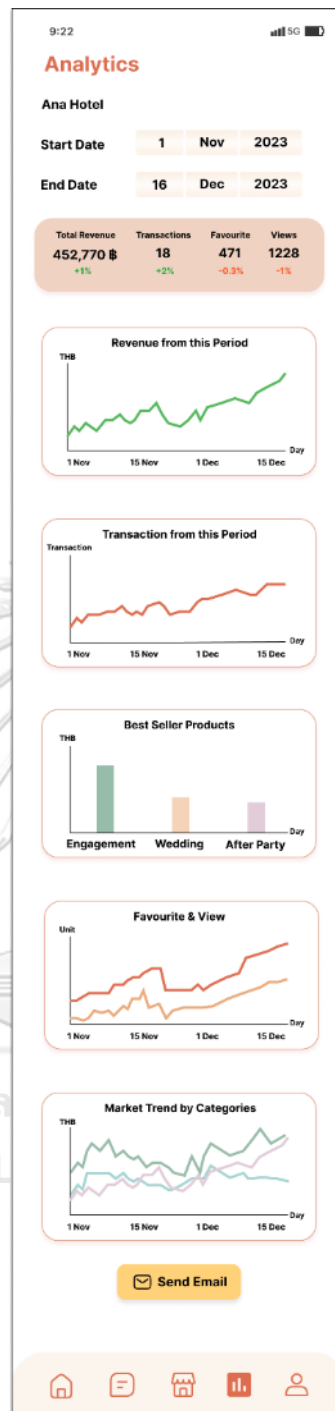 9:22 5G
Analytics
Ana Hotel
Start Date 1 Nov 2023
End Date 16 Dec 2023
Total Revenue Transactions Favourite Views
452,770 ฿ 18 471 1228
+1% +2% -0.3% -1%
Revenue from this Period
THB
Day
1 Nov 15 Nov 1 Dec 15 Dec
Transaction from this Period
Transaction
Day
1 Nov 15 Nov 1 Dec 15 Dec
Best Seller Products
THB
Day
Engagement Wedding After Party
Favourite & View
Unit
Day
1 Nov 15 Nov 1 Dec 15 Dec
Market Trend by Categories
THB
Day
1 Nov 15 Nov 1 Dec 15 Dec
Send Email